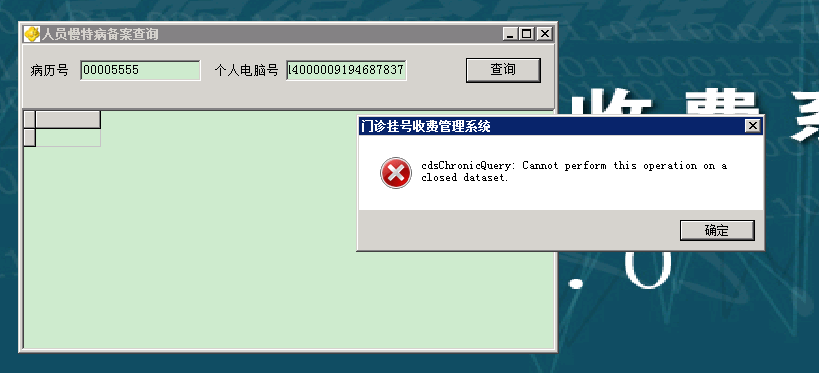 人员慢特病备案查询
病历号 00005555 个人电脑号 l4000009194687837 查询
收费系
门诊挂号收费管理系统
cdsChronicQuery: Cannot perform this operation on a
closed dataset.
确定
.0